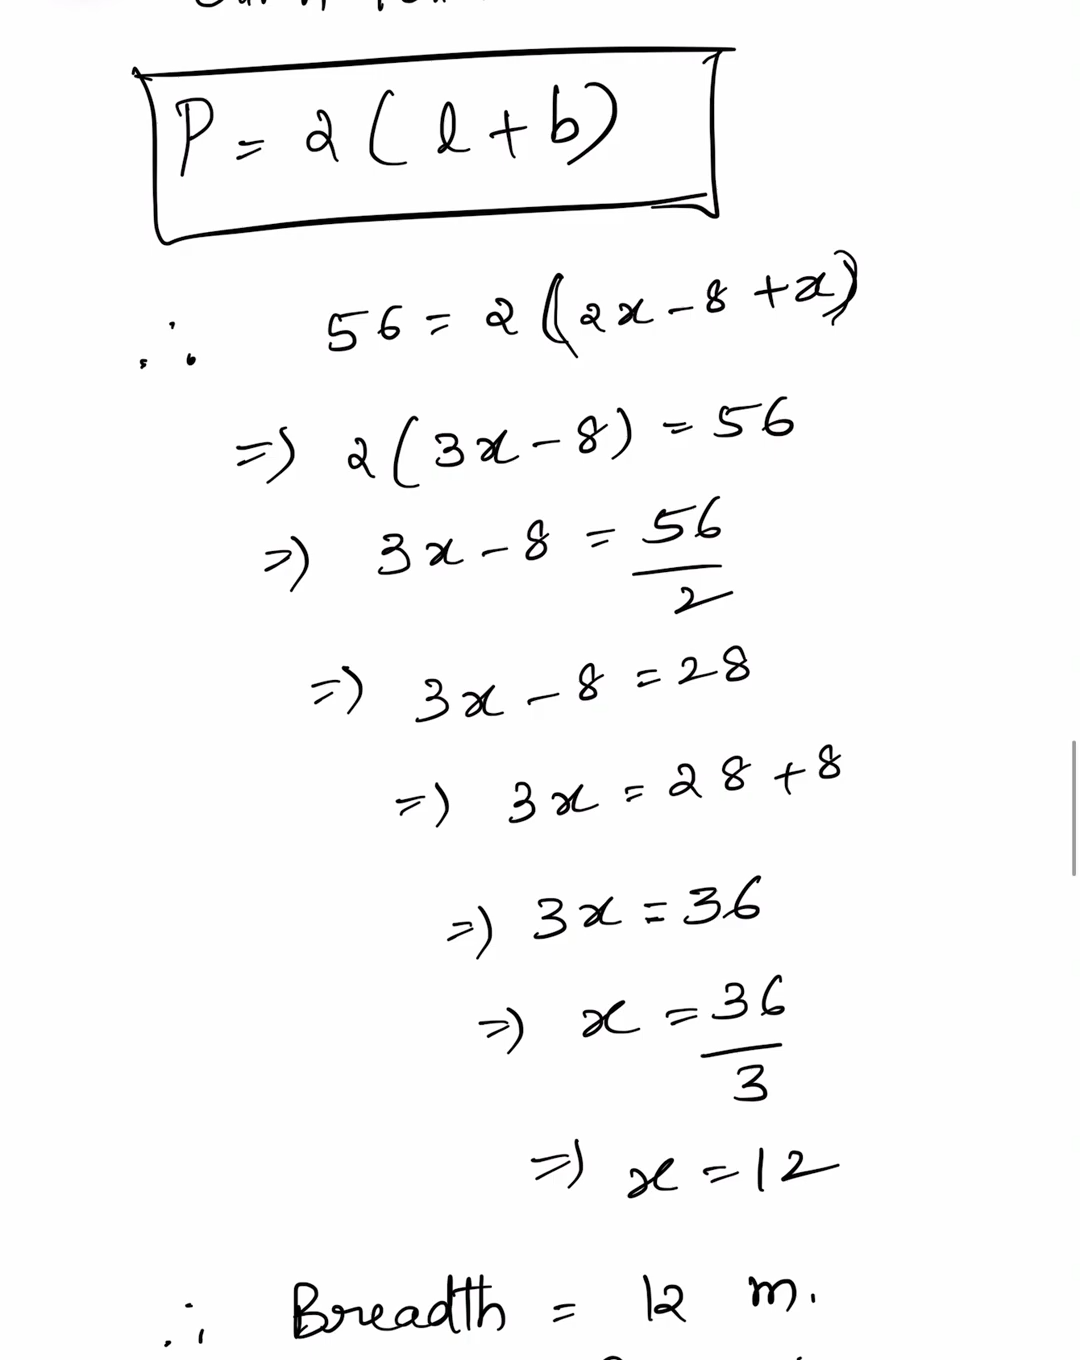 P = 2 ( l + b )
∴ 56 = 2 (2x - 8 + x)
=> 2 ( 3x - 8 ) = 56
=> 3x - 8 = 56/2
=> 3x - 8 = 28
=> 3x = 28 + 8
=> 3x = 36
=> x = 36/3
=> x = 12
∴ Breadth = 12 m.